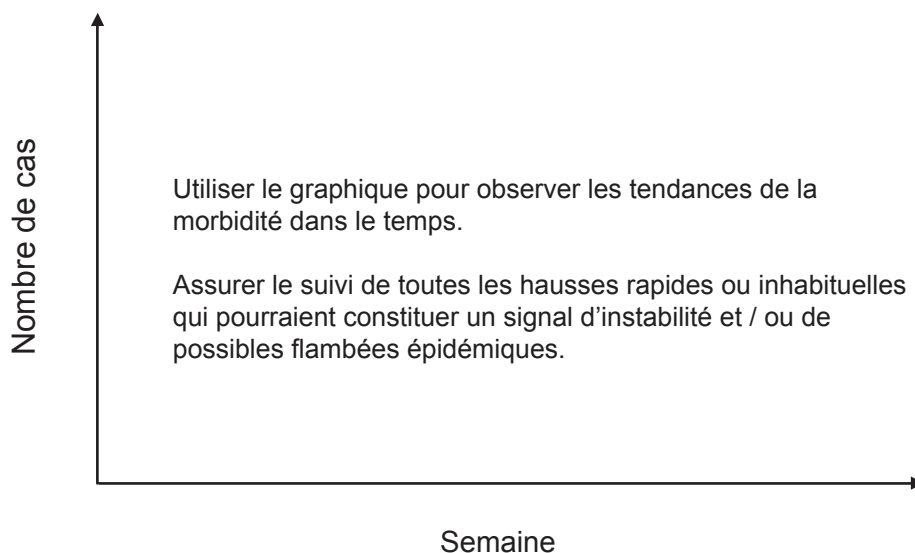 Nombre de cas
Utiliser le graphique pour observer les tendances de la
morbidité dans le temps.
Assurer le suivi de toutes les hausses rapides ou inhabituelles
qui pourraient constituer un signal d’instabilité et / ou de
possibles flambées épidémiques.
Semaine